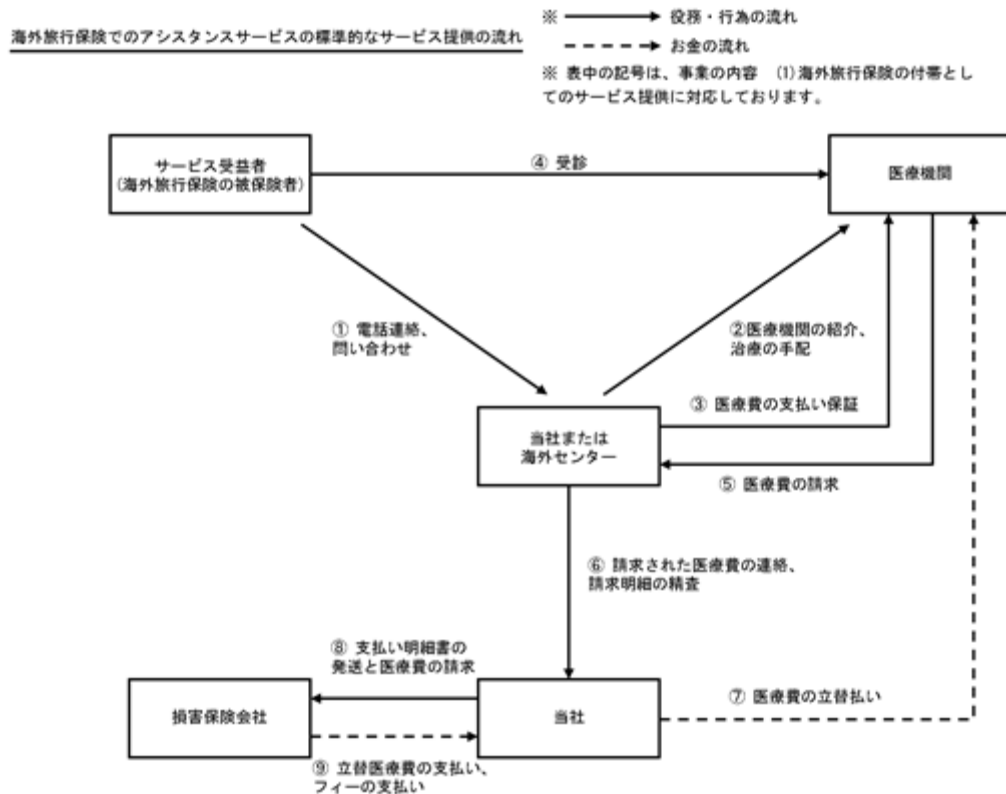 海外旅行保険でのアシスタンスサービスの標準的なサービス提供の流れ
※ 役務・行為の流れ
お金の流れ
※ 表中の記号は、事業の内容 (1)海外旅行保険の付帯とし
てのサービス提供に対応しております。
サービス受益者
(海外旅行保険の被保険者)
④ 受診
医療機関
① 電話連絡、
問い合わせ
②医療機関の紹介、
治療の手配
③ 医療費の支払い保証
当社または
海外センター
⑤ 医療費の請求
⑥ 請求された医療費の連絡、
請求明細の精査
⑧ 支払い明細書の
発送と医療費の請求
⑦ 医療費の立替払い
損害保険会社
当社
⑨ 立替医療費の支払い、
フィーの支払い